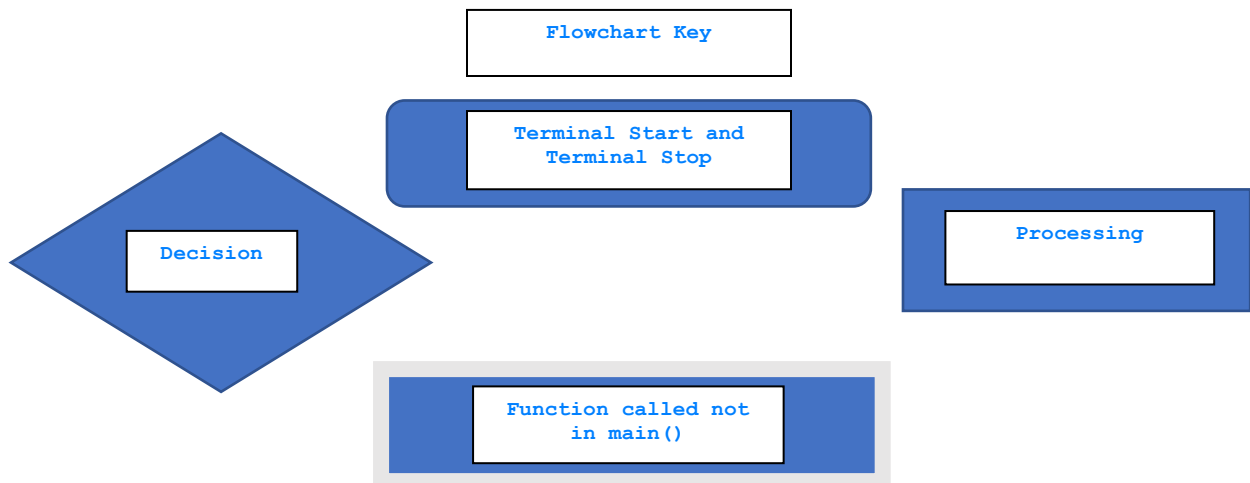 Flowchart Key
Terminal Start and
Terminal Stop
Decision
Processing
Function called not
in main()